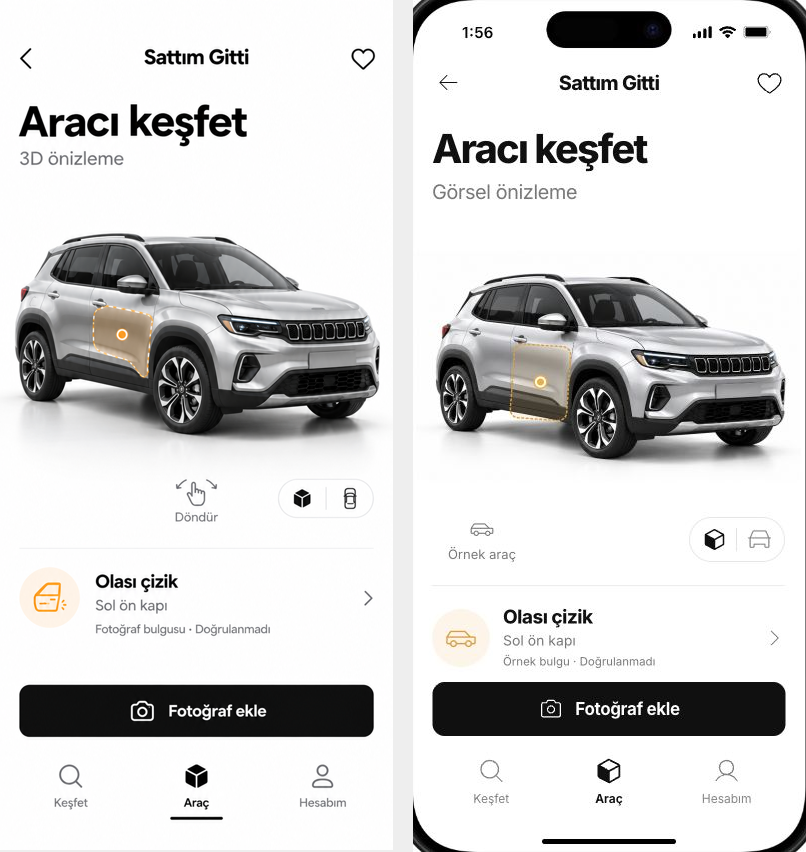 Sattım Gitti
Aracı keşfet
3D önizleme
Döndür
Olası çizik
Sol ön kapı
Fotoğraf bulgusu · Doğrulanmadı
Fotoğraf ekle
Keşfet
Araç
Hesabım
1:56
Sattım Gitti
Aracı keşfet
Görsel önizleme
Örnek araç
Olası çizik
Sol ön kapı
Örnek bulgu · Doğrulanmadı
Fotoğraf ekle
Keşfet
Araç
Hesabım